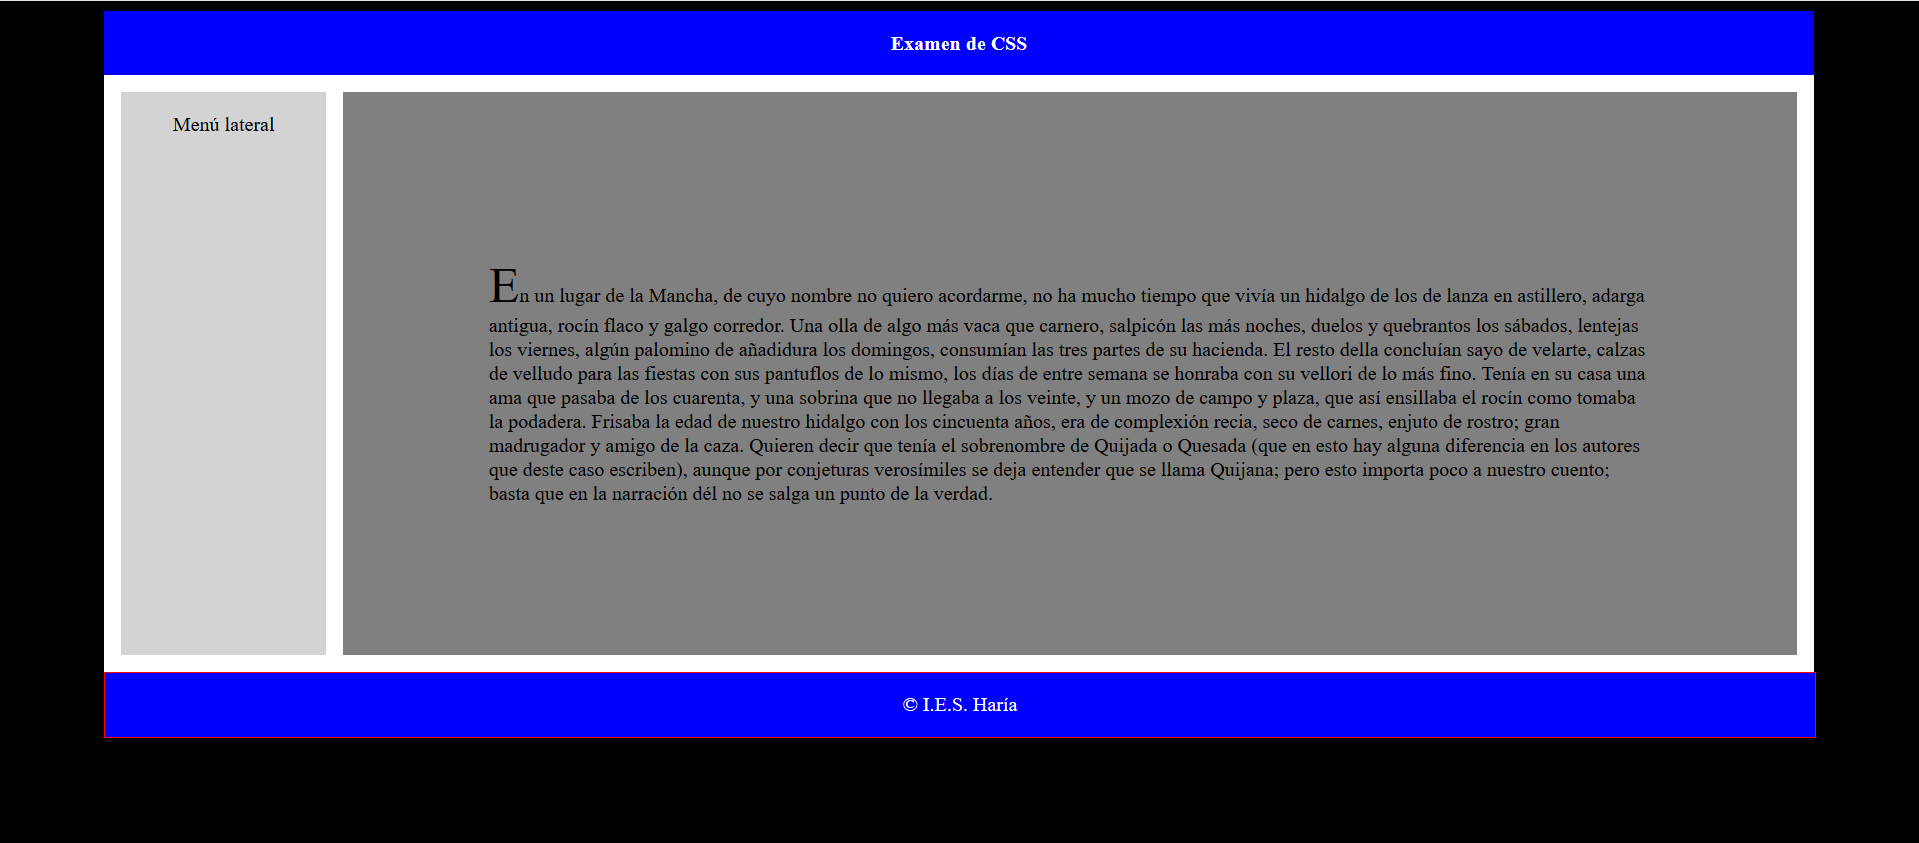 Examen de CSS
Menú lateral
En un lugar de la Mancha, de cuyo nombre no quiero acordarme, no ha mucho tiempo que vivía un hidalgo de los de lanza en astillero, adarga
antigua, rocín flaco y galgo corredor. Una olla de algo más vaca que carnero, salpicón las más noches, duelos y quebrantos los sábados, lentejas
los viernes, algún palomino de añadidura los domingos, consumían las tres partes de su hacienda. El resto della concluían sayo de velarte, calzas
de velludo para las fiestas con sus pantuflos de lo mismo, los días de entre semana se honraba con su vellori de lo más fino. Tenía en su casa una
ama que pasaba de los cuarenta, y una sobrina que no llegaba a los veinte, y un mozo de campo y plaza, que así ensillaba el rocín como tomaba
la podadera. Frisaba la edad de nuestro hidalgo con los cincuenta años, era de complexión recia, seco de carnes, enjuto de rostro; gran
madrugador y amigo de la caza. Quieren decir que tenía el sobrenombre de Quijada o Quesada (que en esto hay alguna diferencia en los autores
que deste caso escriben), aunque por conjeturas verosímiles se deja entender que se llama Quijana; pero esto importa poco a nuestro cuento;
basta que en la narración dél no se salga un punto de la verdad.
© I.E.S. Haría